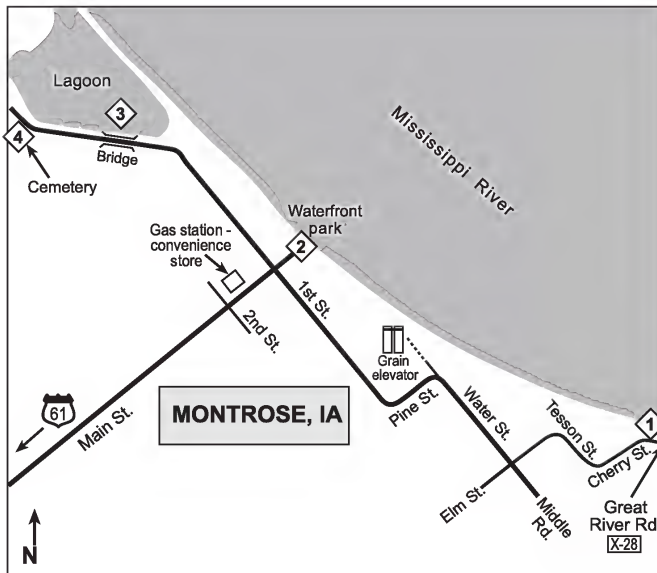 Lagoon
3
4
Bridge
Cemetery
Mississippi River
Waterfront
park
2
Gas station -
convenience
store
1st St.
2nd St.
Grain
elevator
61
Main St.
MONTROSE, IA
Pine St.
Water St.
Tesson St.
1
Cherry St.
Elm St.
Middle
Rd.
Great
River Rd
X-28
N